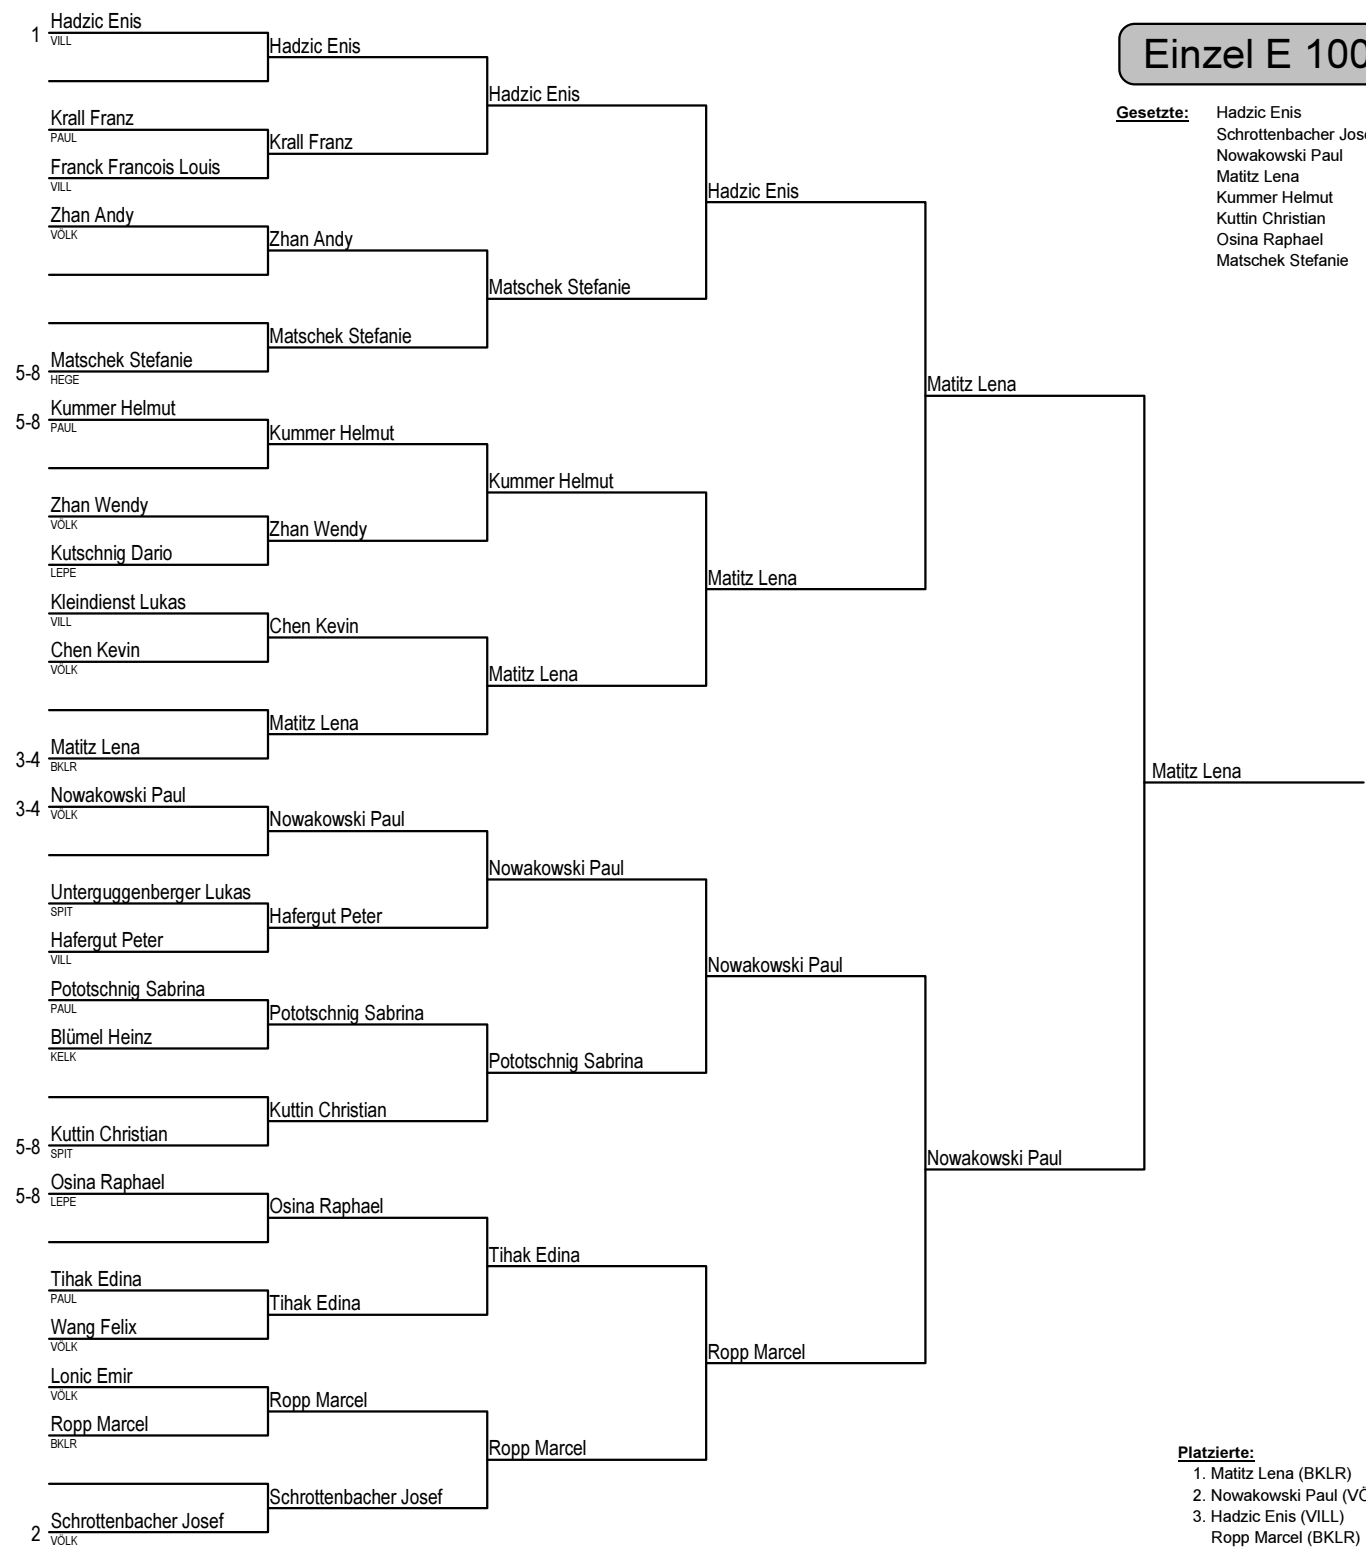 Einzel E 100
Gesetzte:
Hadzic Enis
Schrottenbacher Jose
Nowakowski Paul
Matitz Lena
Kummer Helmut
Kuttin Christian
Osina Raphael
Matschek Stefanie
1 Hadzic Enis
VILL
Krall Franz
PAUL
Franck Francois Louis
VILL
Zhan Andy
VÖLK
5-8 Matschek Stefanie
HEGE
5-8 Kummer Helmut
PAUL
Zhan Wendy
VÖLK
Kutschnig Dario
LEPE
Kleindienst Lukas
VILL
Chen Kevin
VÖLK
3-4 Matitz Lena
BKLR
3-4 Nowakowski Paul
VÖLK
Unterguggenberger Lukas
SPIT
Hafergut Peter
VILL
Pototschnig Sabrina
PAUL
Blümel Heinz
KELK
5-8 Kuttin Christian
SPIT
5-8 Osina Raphael
LEPE
Tihak Edina
PAUL
Wang Felix
VÖLK
Lonic Emir
VÖLK
Ropp Marcel
BKLR
2 Schrottenbacher Josef
VÖLK
Hadzic Enis
Krall Franz
Zhan Andy
Matschek Stefanie
Kummer Helmut
Zhan Wendy
Chen Kevin
Matitz Lena
Nowakowski Paul
Hafergut Peter
Pototschnig Sabrina
Kuttin Christian
Osina Raphael
Tihak Edina
Ropp Marcel
Schrottenbacher Josef
Hadzic Enis
Matschek Stefanie
Kummer Helmut
Matitz Lena
Nowakowski Paul
Pototschnig Sabrina
Tihak Edina
Ropp Marcel
Hadzic Enis
Matitz Lena
Nowakowski Paul
Ropp Marcel
Matitz Lena
Nowakowski Paul
Matitz Lena
Platzierte:
1. Matitz Lena (BKLR)
2. Nowakowski Paul (VÖ
3. Hadzic Enis (VILL)
Ropp Marcel (BKLR)